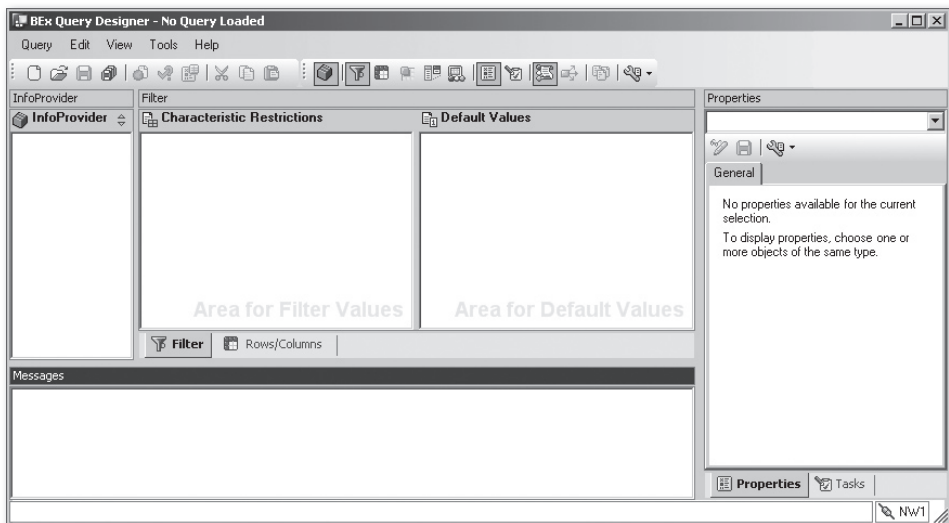 BEx Query Designer - No Query Loaded
Query Edit View Tools Help
InfoProvider
InfoProvider
Filter
Characteristic Restrictions
Default Values
Area for Filter Values
Area for Default Values
Filter
Rows/Columns
Messages
Properties
General
No properties available for the current
selection.
To display properties, choose one or
more objects of the same type.
Properties
Tasks
NW1